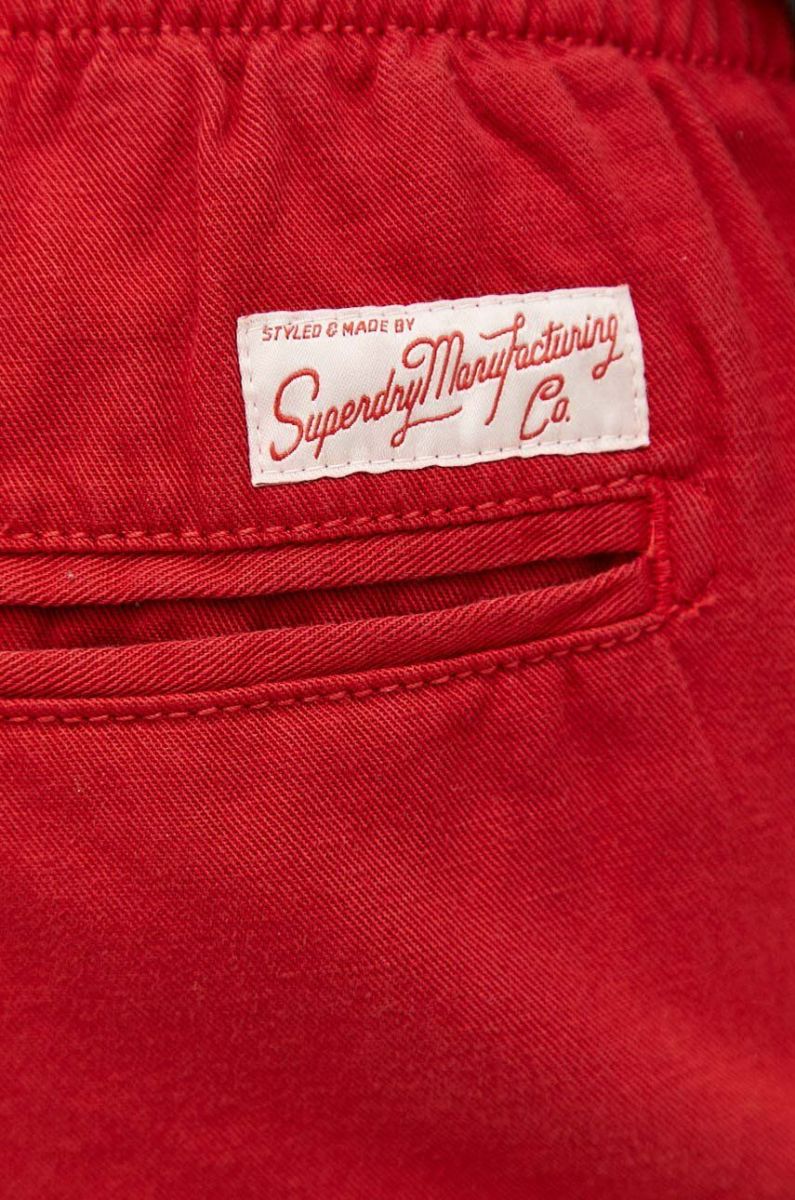 STYLED & MADE BY
Superdry Manufacturing
Co.